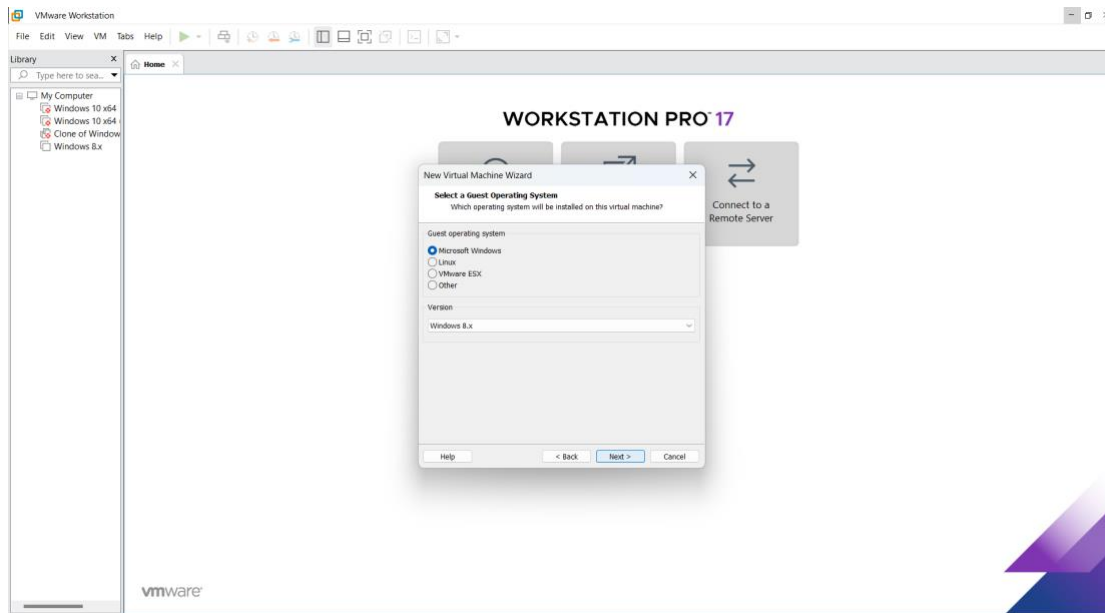 VMware Workstation
File Edit View VM Tabs Help
Library
Type here to sea...
My Computer
Windows 10 x64
Windows 10 x64
Clone of Window
Windows 8.x
Home
WORKSTATION PRO™ 17
Connect to a
Remote Server
New Virtual Machine Wizard
Select a Guest Operating System
Which operating system will be installed on this virtual machine?
Guest operating system
Microsoft Windows
Linux
VMware ESX
Other
Version
Windows 8.x
Help
< Back
Next >
Cancel
vmware®